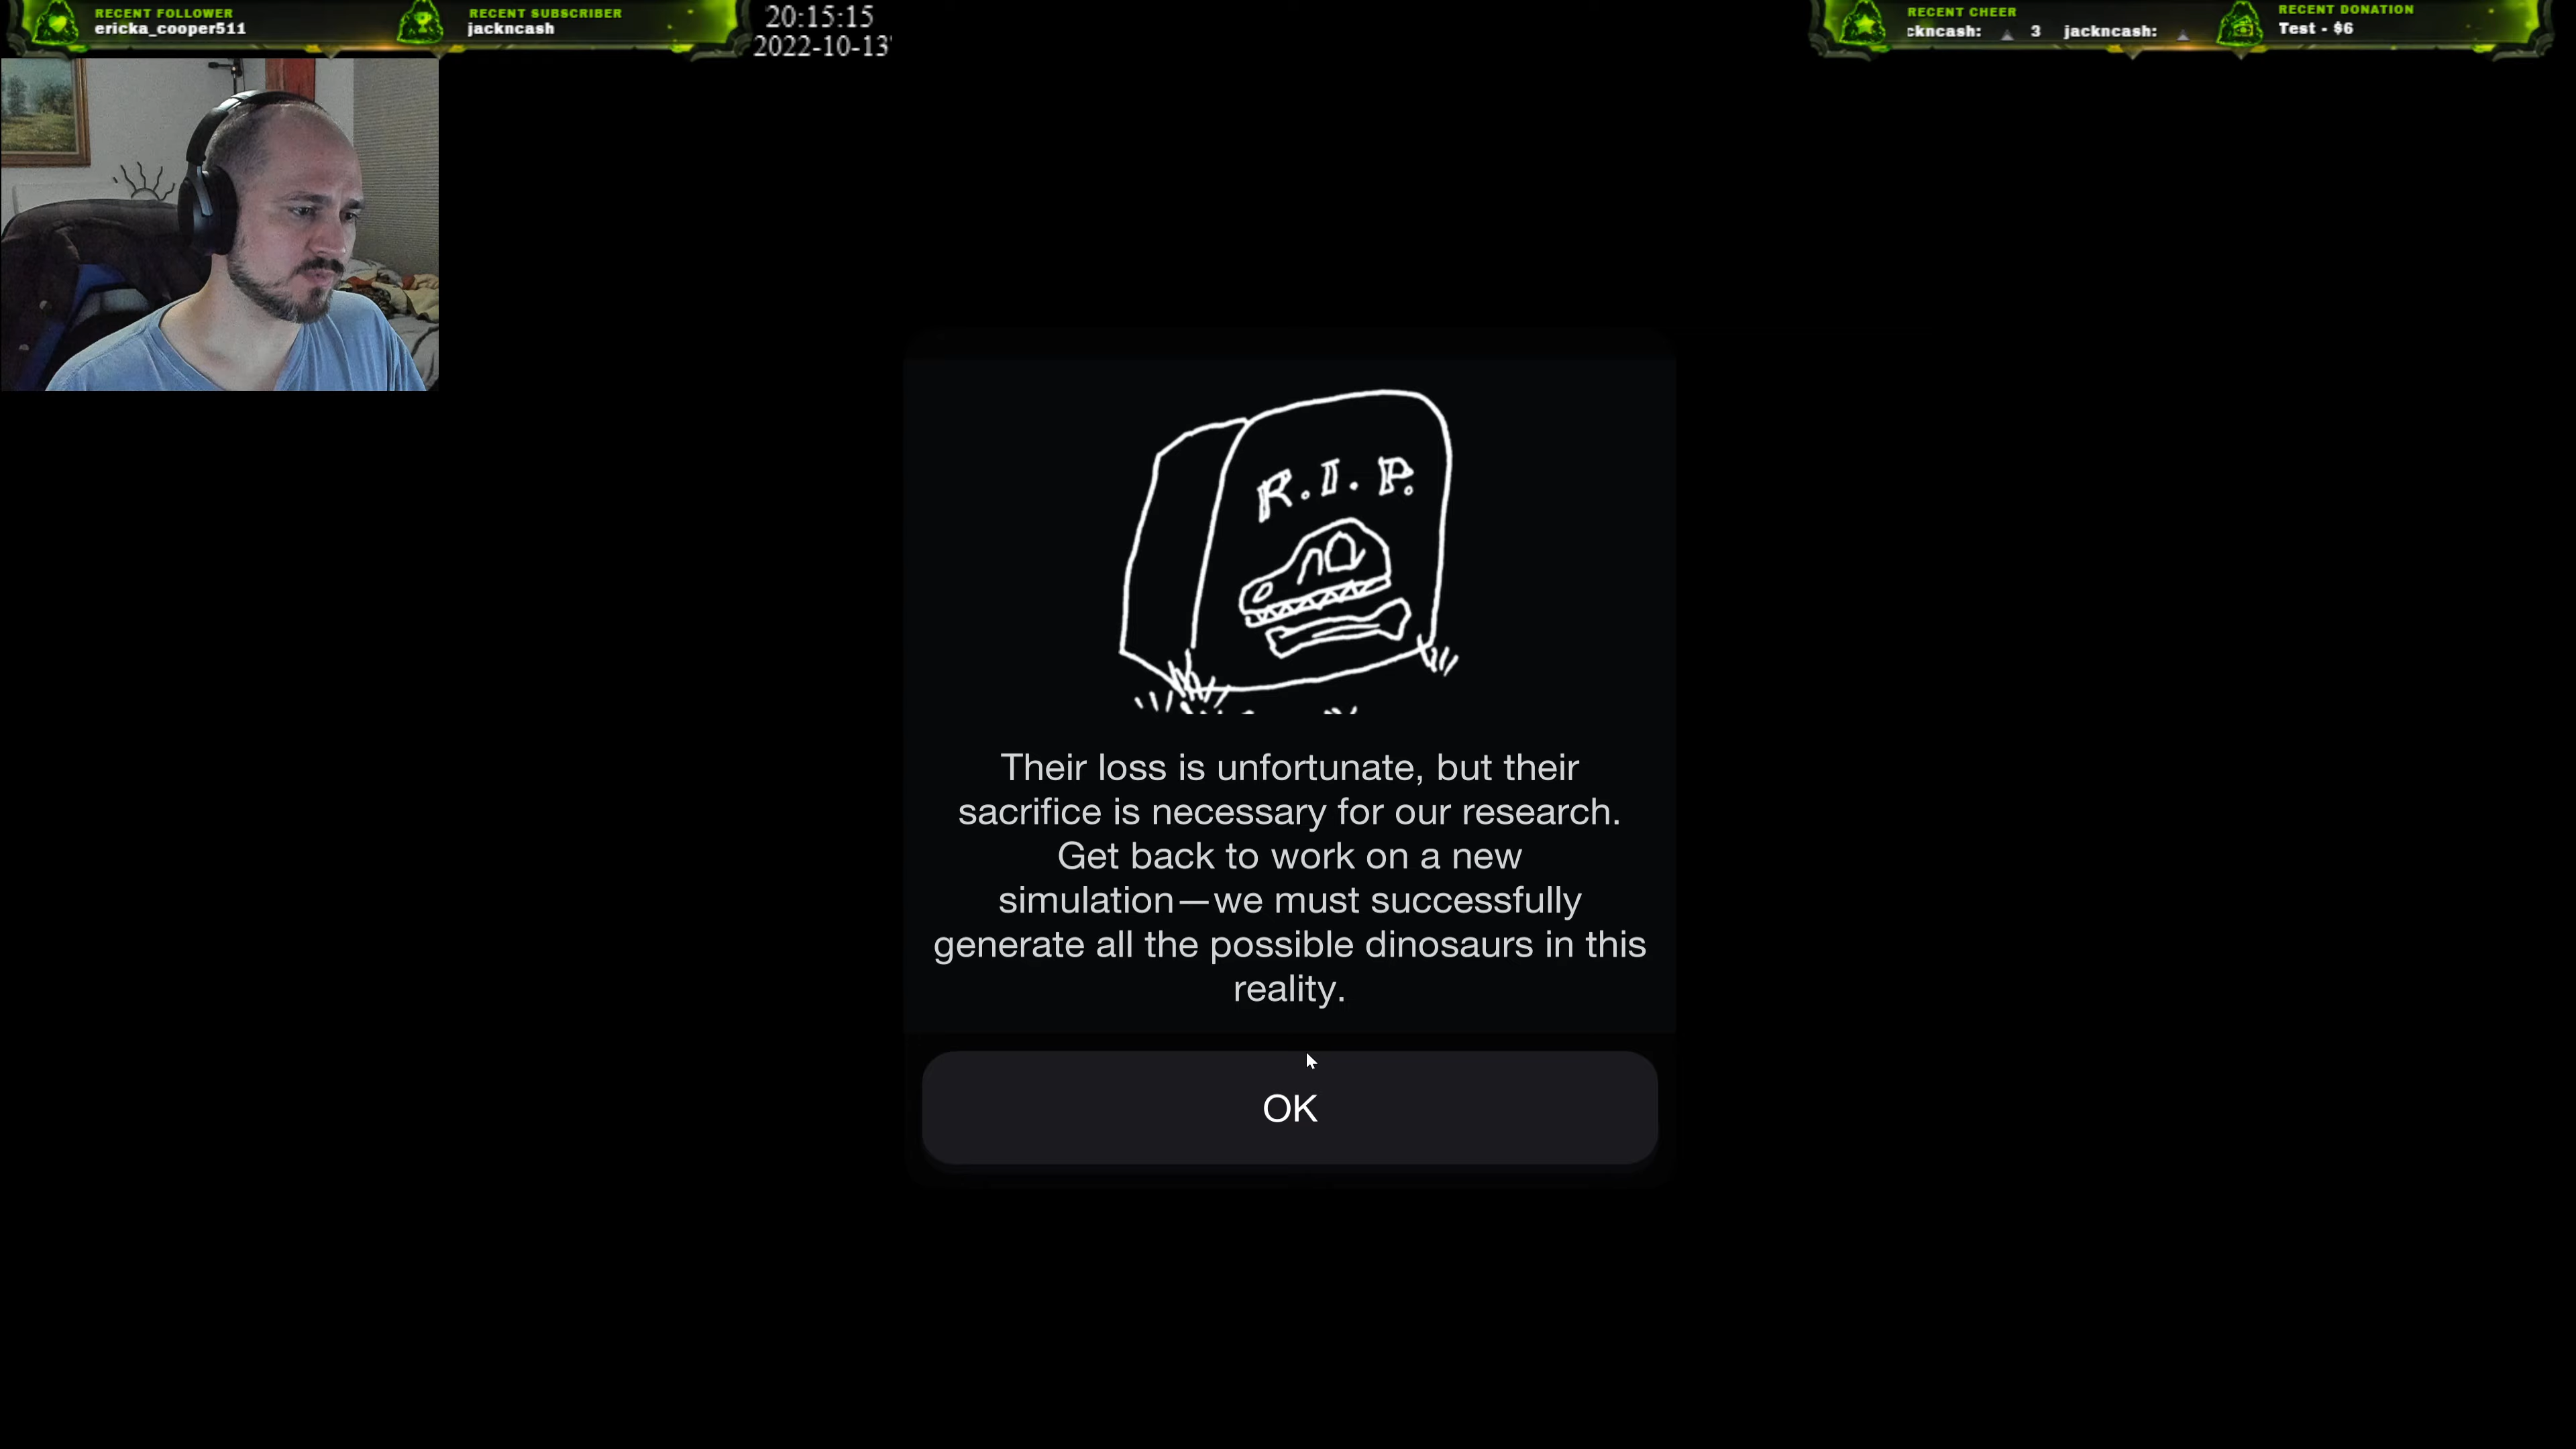 RECENT FOLLOWER
ericka_cooper511
RECENT SUBSCRIBER
jackncash
20:15:15
2022-10-13
RECENT CHEER
ckncash: 3 jackncash:
RECENT DONATION
Test - $6
R.I.P.
Their loss is unfortunate, but their
sacrifice is necessary for our research.
Get back to work on a new
simulation—we must successfully
generate all the possible dinosaurs in this
reality.
OK